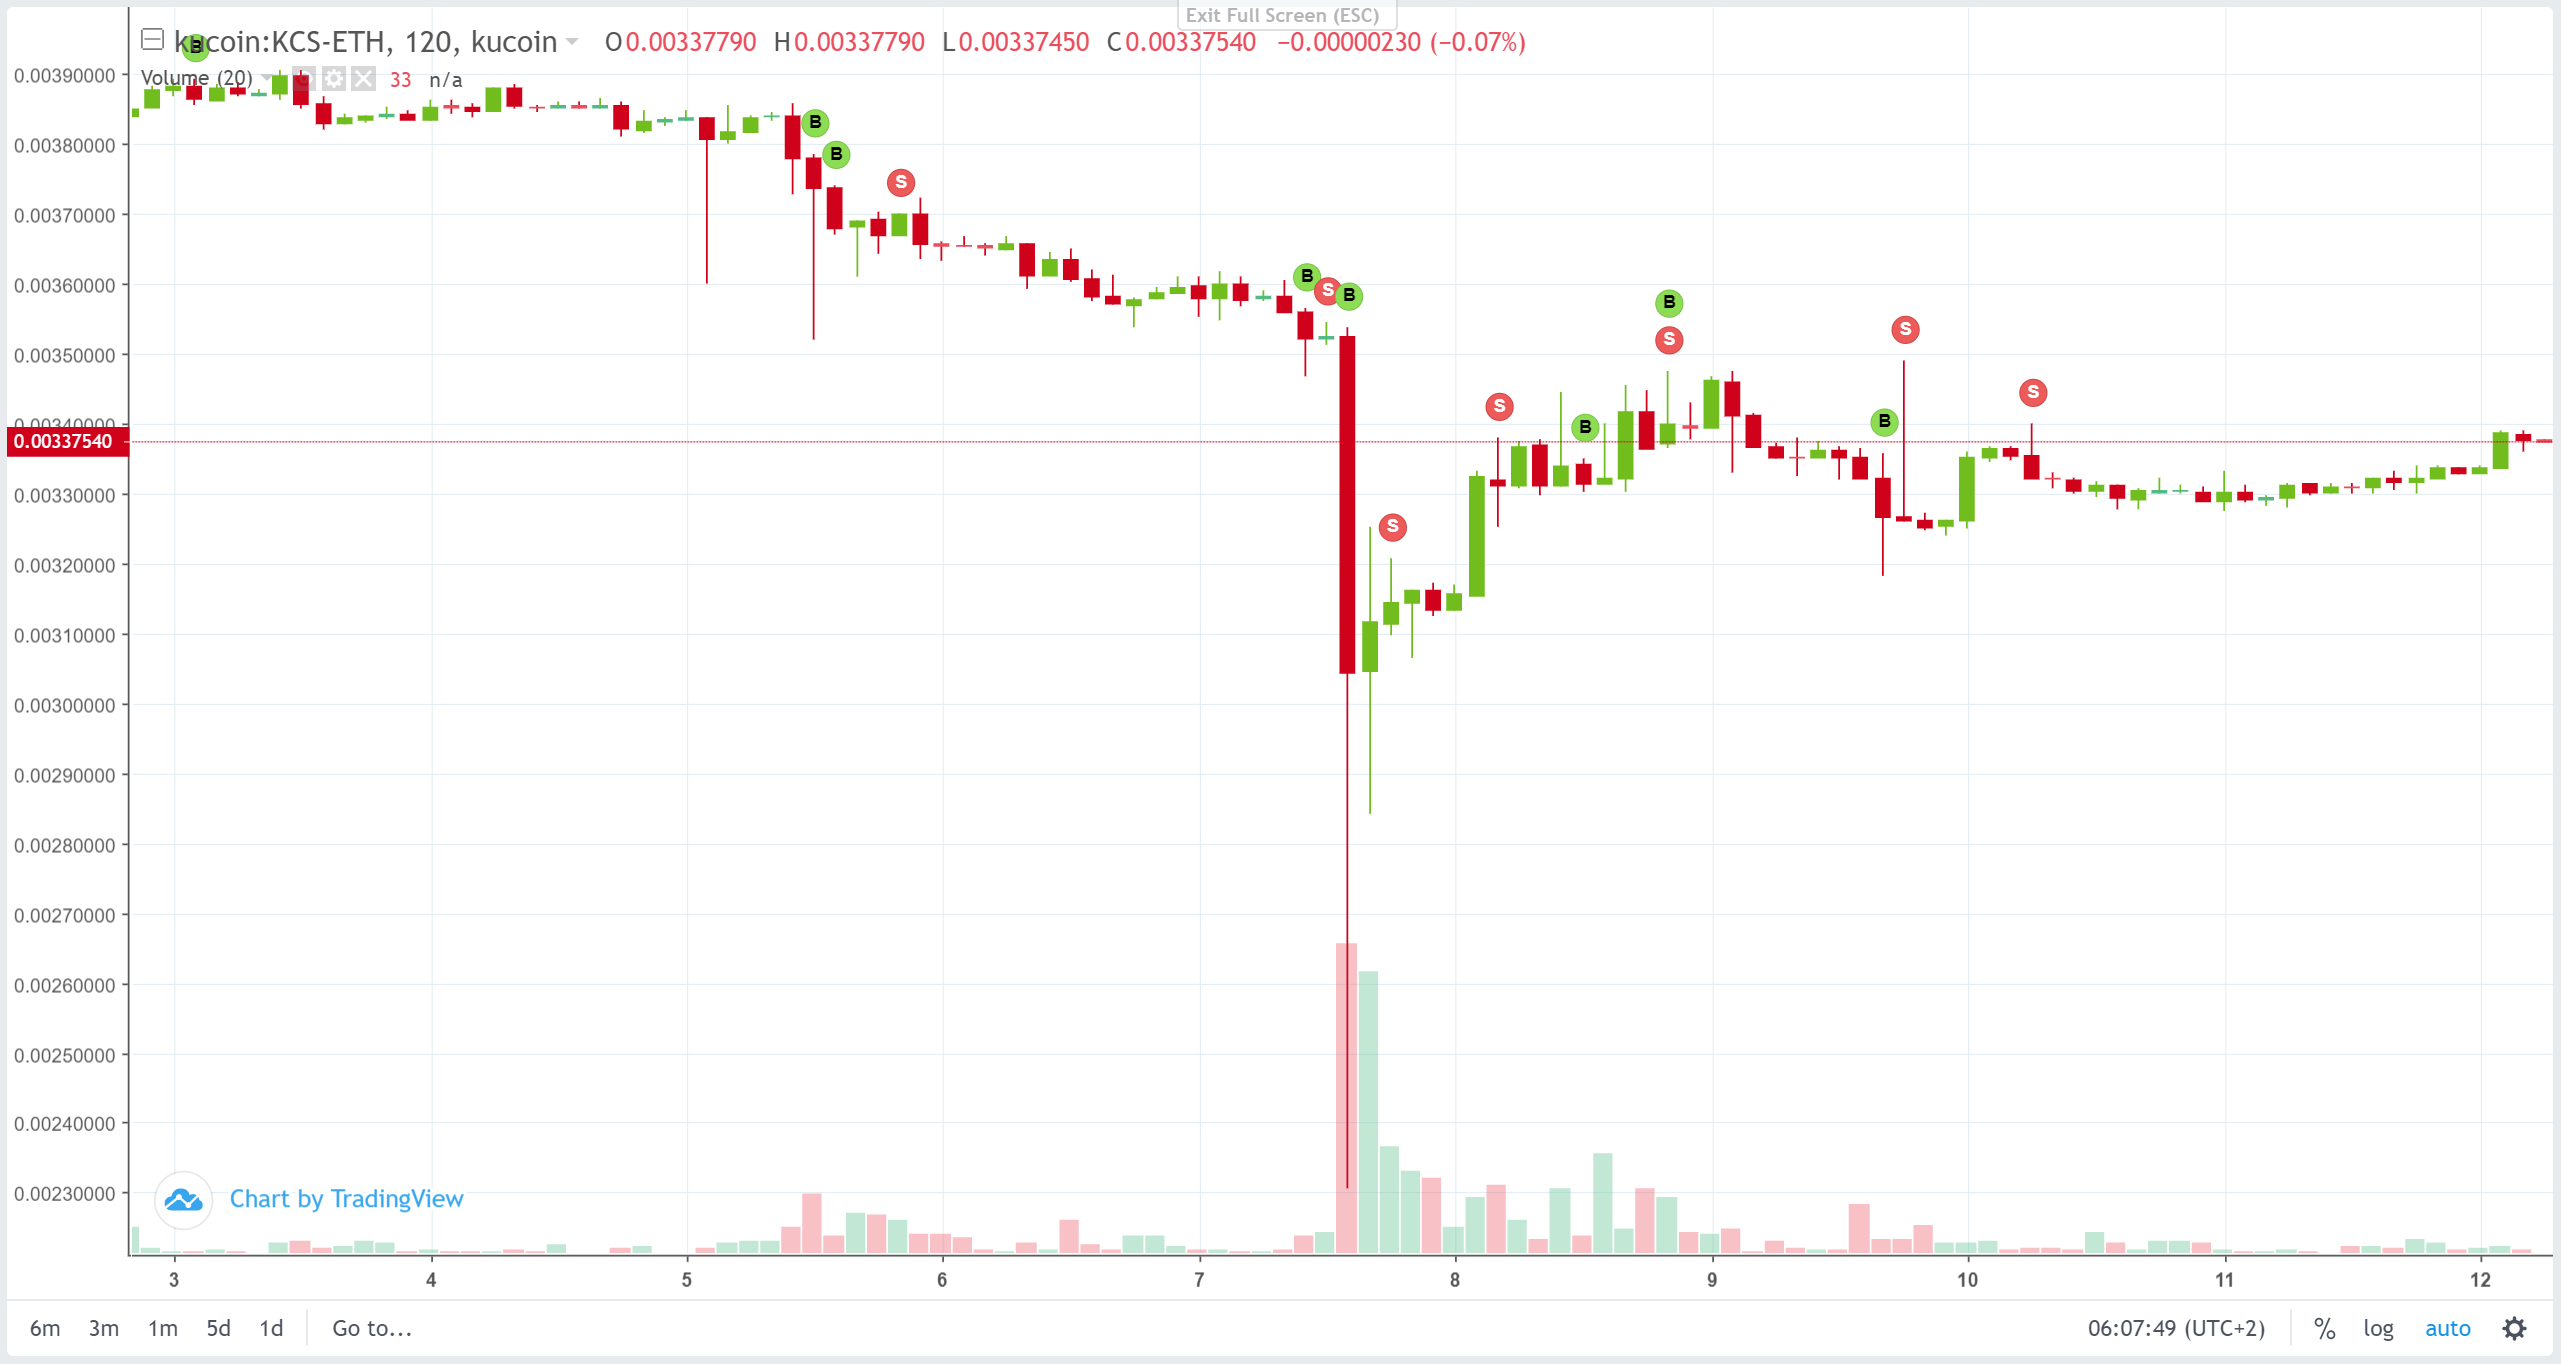 Exit Full Screen (ESC)
kucoin:KCS-ETH, 120, kucoin O0.00337790 H0.00337790 L0.00337450 C0.00337540 −0.00000230 (−0.07%)
B
Volume (20) 33 n/a
0.00390000
0.00380000
0.00370000
0.00360000
0.00350000
0.00340000
0.00337540
0.00330000
0.00320000
0.00310000
0.00300000
0.00290000
0.00280000
0.00270000
0.00260000
0.00250000
0.00240000
0.00230000
B
B
S
B
S
B
S
S
B
B
S
B
S
S
Chart by TradingView
3 4 5 6 7 8 9 10 11 12
6m 3m 1m 5d 1d Go to... 06:07:49 (UTC+2) % log auto